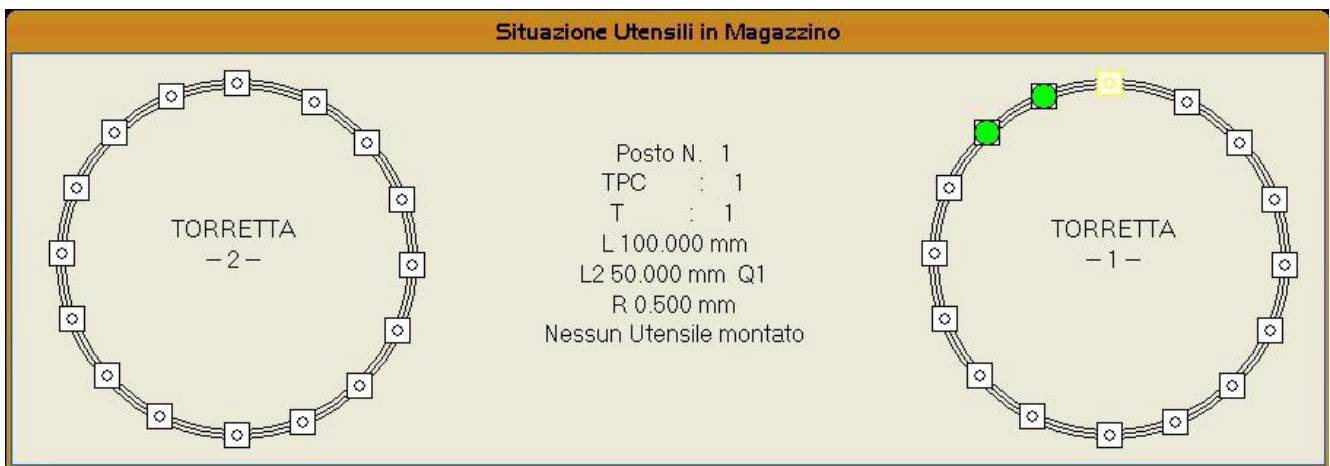 Situazione Utensili in Magazzino
TORRETTA
– 2 –
Posto N. 1
TPC : 1
T : 1
L 100.000 mm
L2 50.000 mm Q1
R 0.500 mm
Nessun Utensile montato
TORRETTA
– 1 –